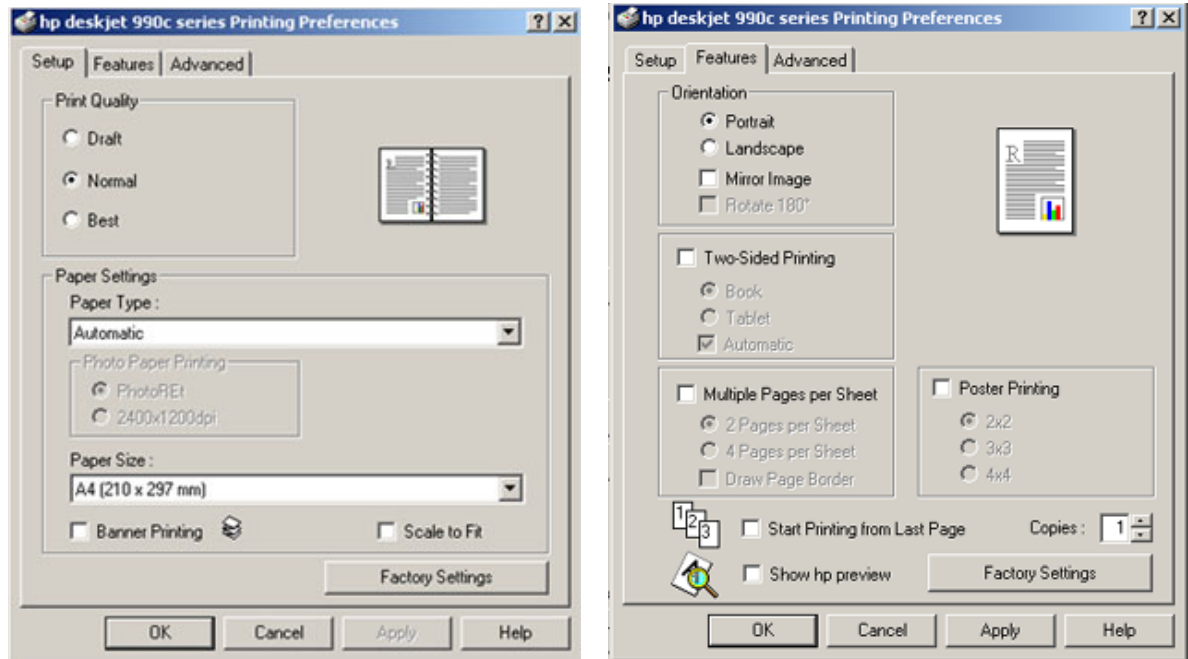 hp deskjet 990c series Printing Preferences
Setup Features Advanced
Print Quality
Draft
Normal
Best
Paper Settings
Paper Type :
Automatic
Photo Paper Printing
PhotoREt
2400x1200dpi
Paper Size :
A4 (210 x 297 mm)
Banner Printing Scale to Fit
Factory Settings
OK Cancel Apply Help
hp deskjet 990c series Printing Preferences
Setup Features Advanced
Orientation
Portrait
Landscape
Mirror Image
Rotate 180°
R
Two-Sided Printing
Book
Tablet
Automatic
Multiple Pages per Sheet
2 Pages per Sheet
4 Pages per Sheet
Draw Page Border
Poster Printing
2x2
3x3
4x4
1 2 3
Start Printing from Last Page Copies : 1
Show hp preview Factory Settings
OK Cancel Apply Help